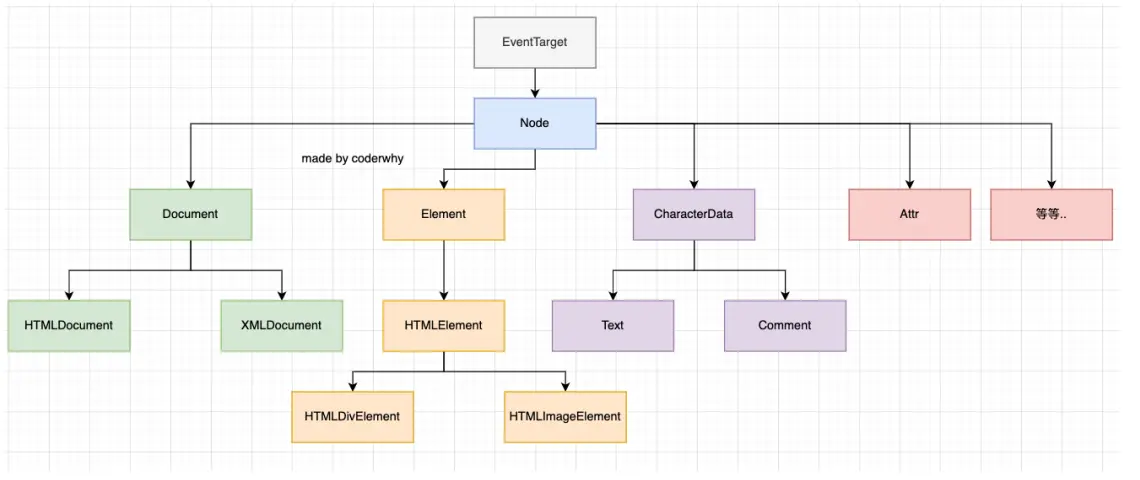 EventTarget
Node
made by coderwhy
Document
Element
CharacterData
Attr
等等..
HTMLDocument
XMLDocument
HTMLElement
Text
Comment
HTMLDivElement
HTMLImageElement